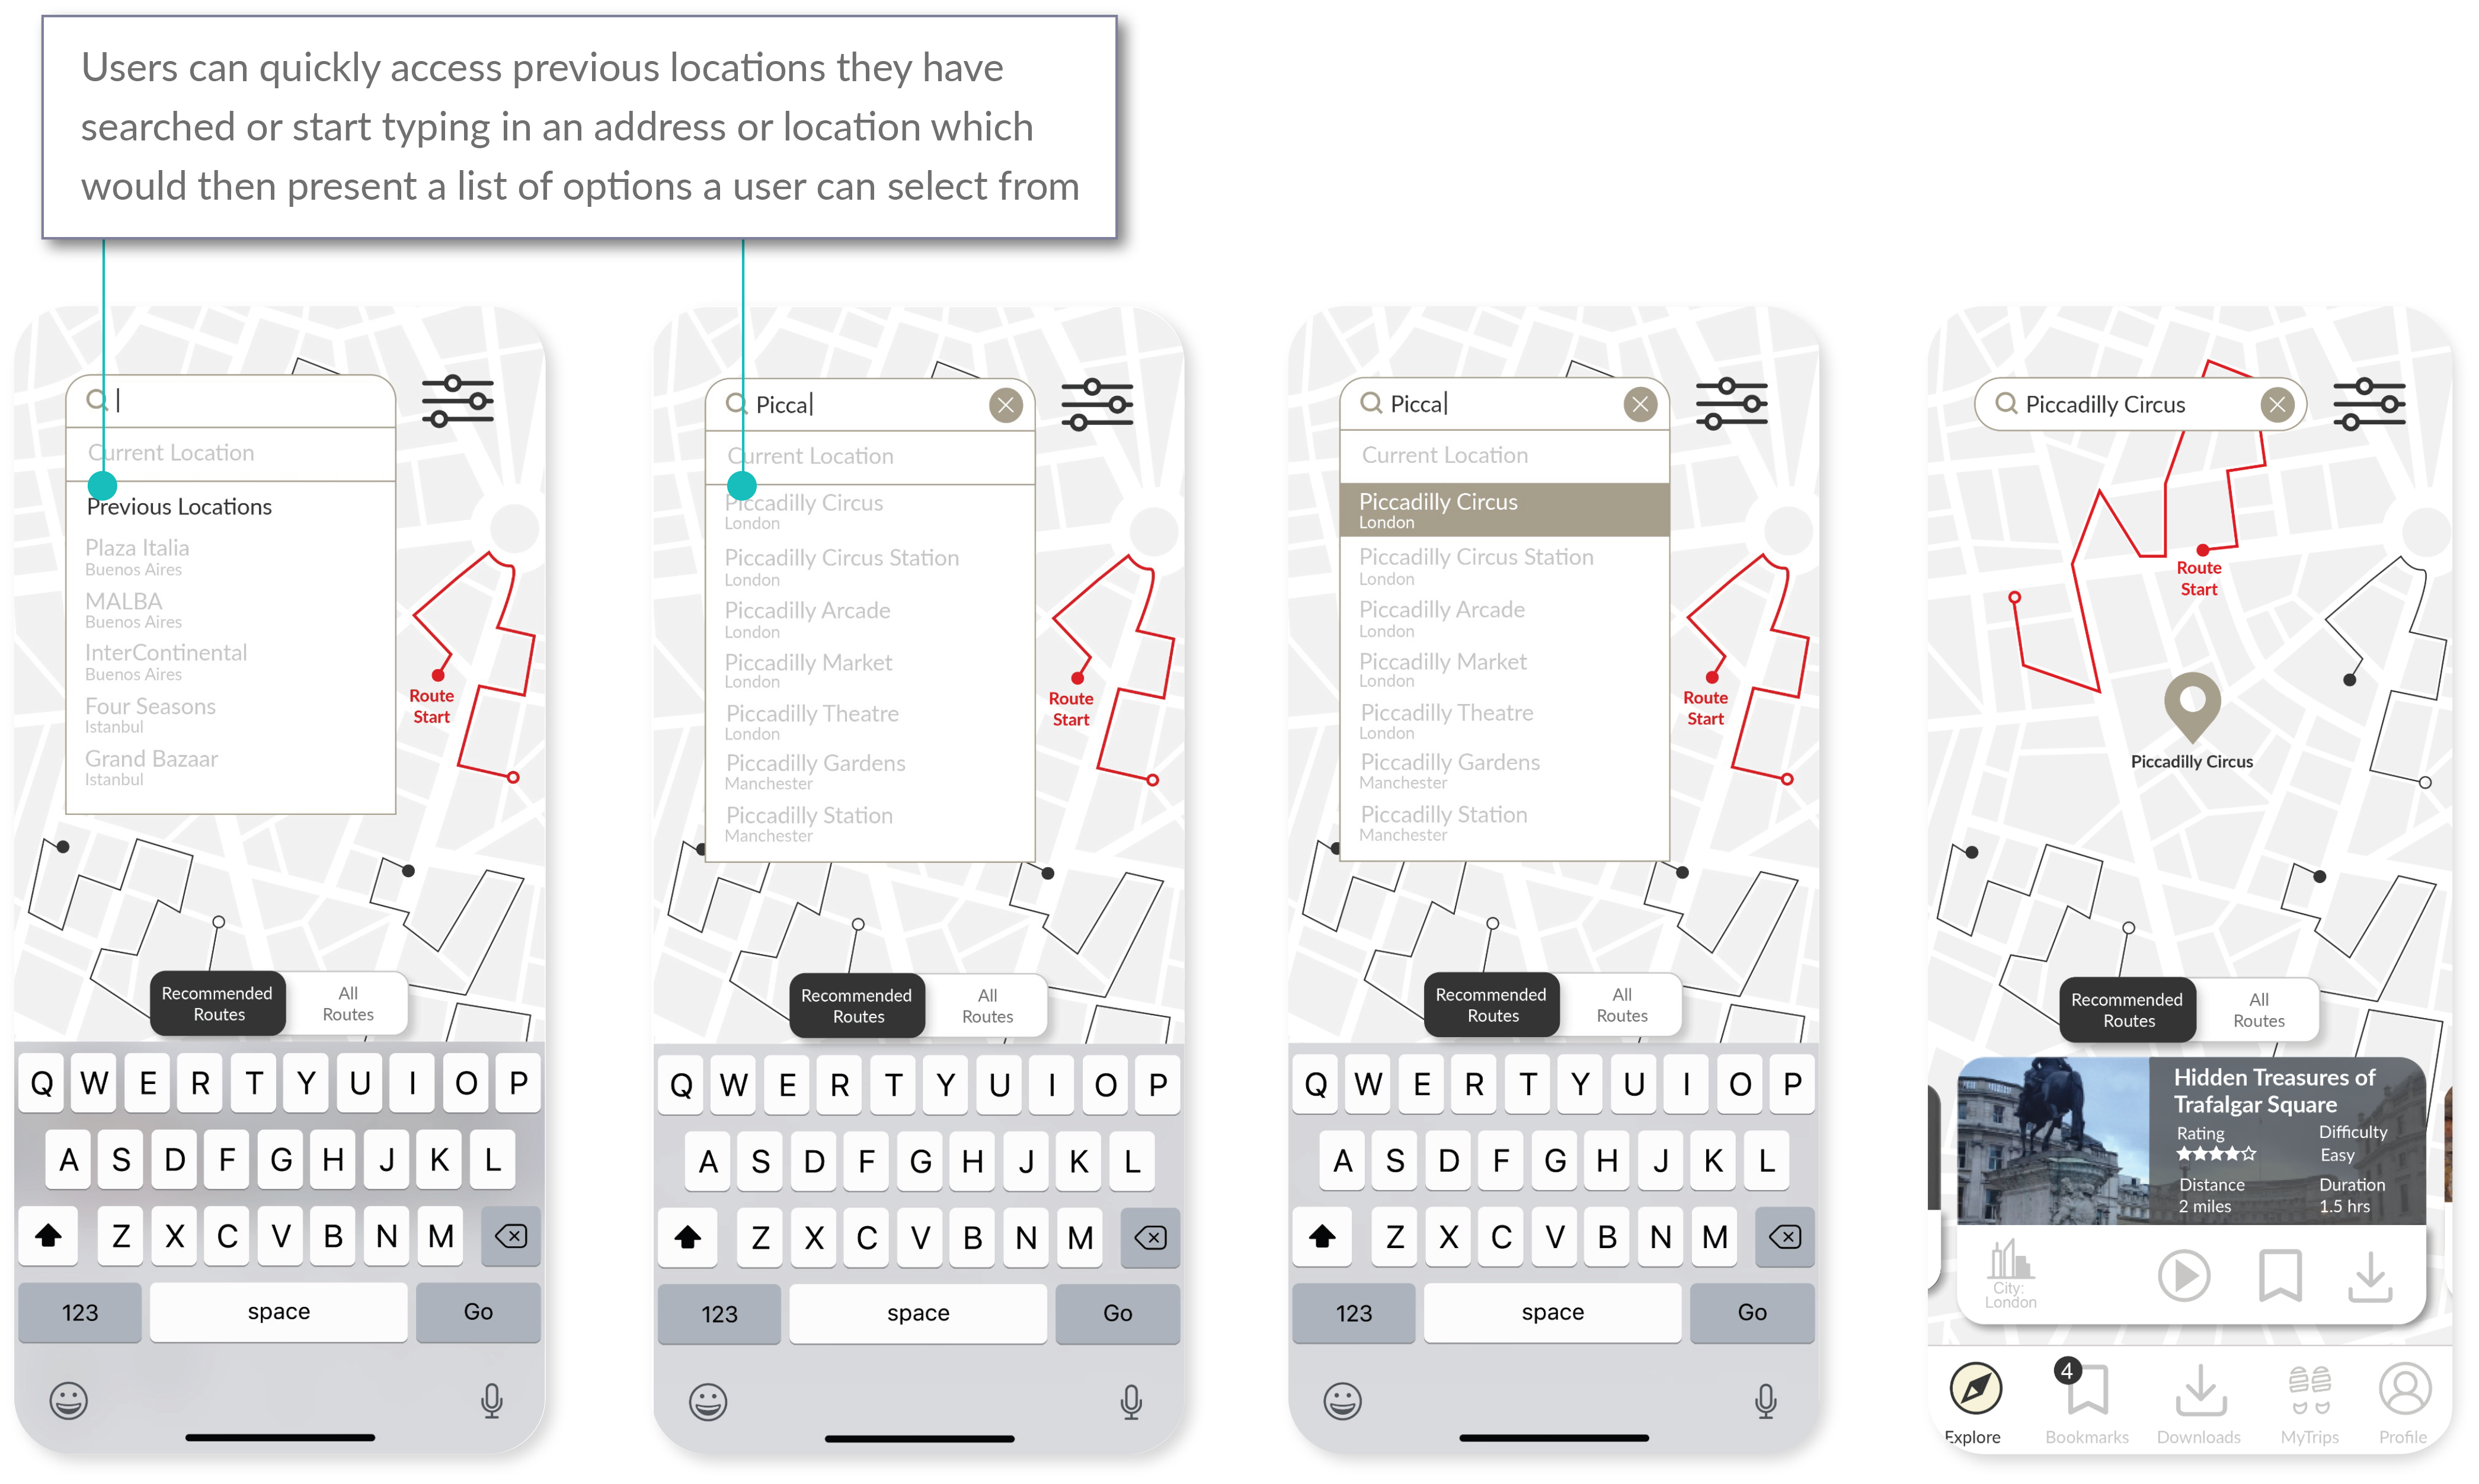 Users can quickly access previous locations they have
searched or start typing in an address or location which
would then present a list of options a user can select from
Current Location
Previous Locations
Plaza Italia
Buenos Aires
MALBA
Buenos Aires
InterContinental
Buenos Aires
Four Seasons
Istanbul
Grand Bazaar
Istanbul
Route
Start
Recommended
Routes
All
Routes
Q W E R T Y U I O P
A S D F G H J K L
Z X C V B N M
123 space Go
Picca
Current Location
Piccadilly Circus
London
Piccadilly Circus Station
London
Piccadilly Arcade
London
Piccadilly Market
London
Piccadilly Theatre
London
Piccadilly Gardens
Manchester
Piccadilly Station
Manchester
Route
Start
Recommended
Routes
All
Routes
Q W E R T Y U I O P
A S D F G H J K L
Z X C V B N M
123 space Go
Picca
Current Location
Piccadilly Circus
London
Piccadilly Circus Station
London
Piccadilly Arcade
London
Piccadilly Market
London
Piccadilly Theatre
London
Piccadilly Gardens
Manchester
Piccadilly Station
Manchester
Route
Start
Recommended
Routes
All
Routes
Q W E R T Y U I O P
A S D F G H J K L
Z X C V B N M
123 space Go
Piccadilly Circus
Route
Start
Piccadilly Circus
Recommended
Routes
All
Routes
Hidden Treasures of
Trafalgar Square
Rating
Difficulty
Easy
Distance
2 miles
Duration
1.5 hrs
City:
London
4
Explore Bookmarks Downloads MyTrips Profile